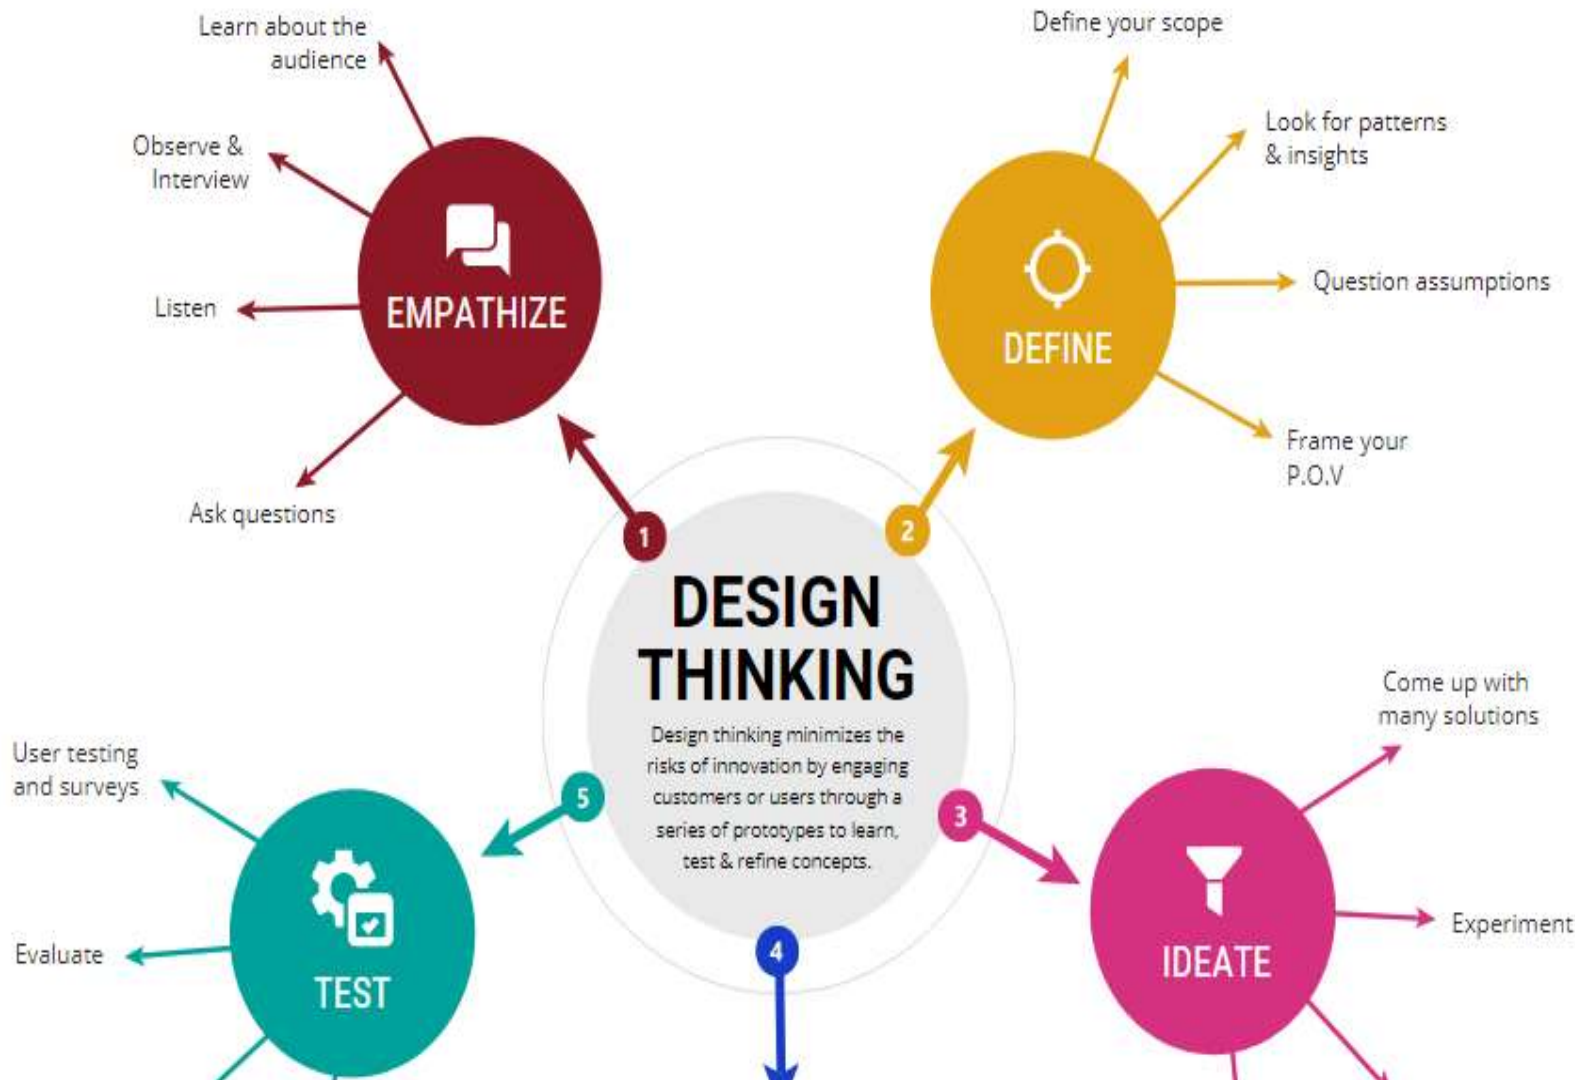 Learn about the
audience
Observe &
Interview
Listen
Ask questions
EMPATHIZE
1
Define your scope
Look for patterns
& insights
Question assumptions
Frame your
P.O.V
DEFINE
2
DESIGN
THINKING
Design thinking minimizes the
risks of innovation by engaging
customers or users through a
series of prototypes to learn,
test & refine concepts.
3
IDEATE
Come up with
many solutions
Experiment
4
5
TEST
User testing
and surveys
Evaluate